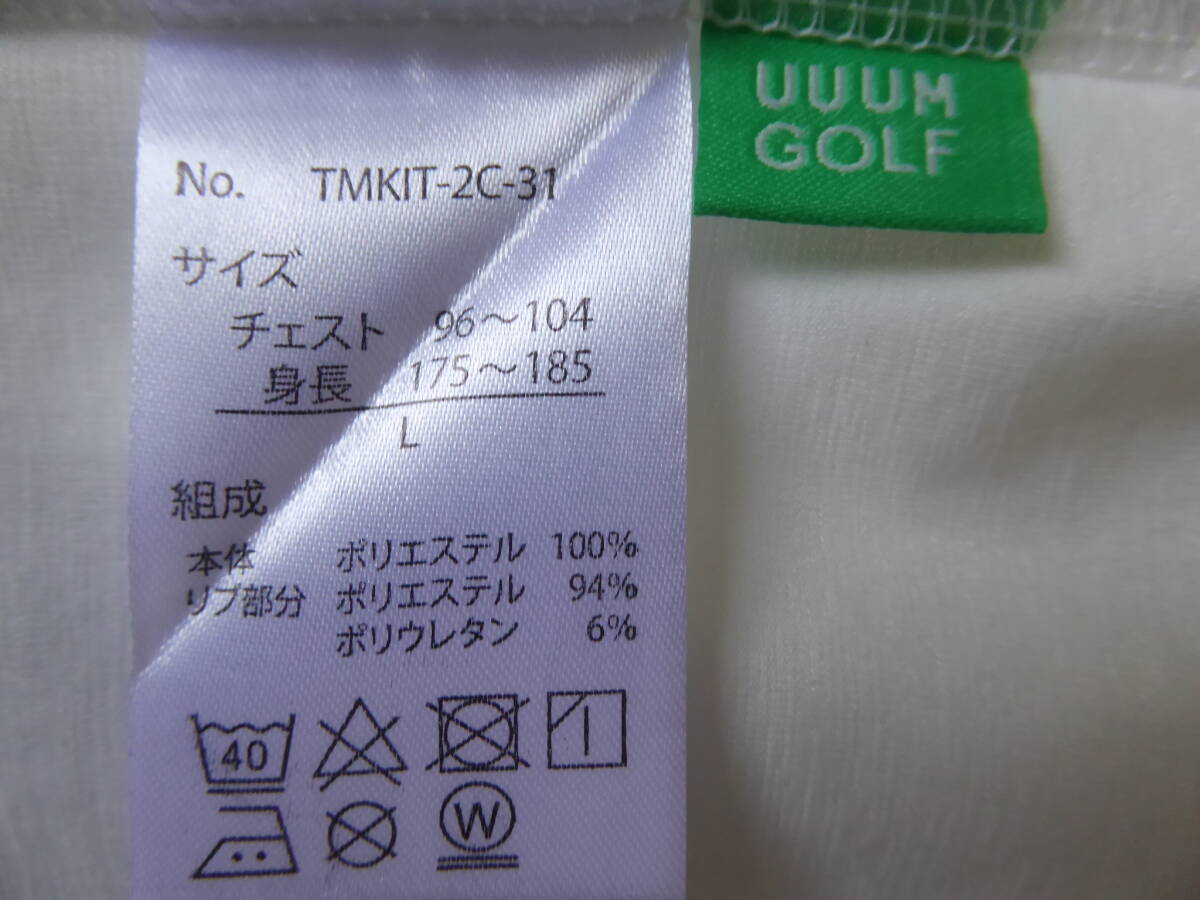 UUUM
GOLF
No. TMKIT-2C-31
サイズ
チェスト 96～104
身長 175～185
L
組成
本体 ポリエステル 100%
リブ部分 ポリエステル 94%
ポリウレタン 6%
40
W